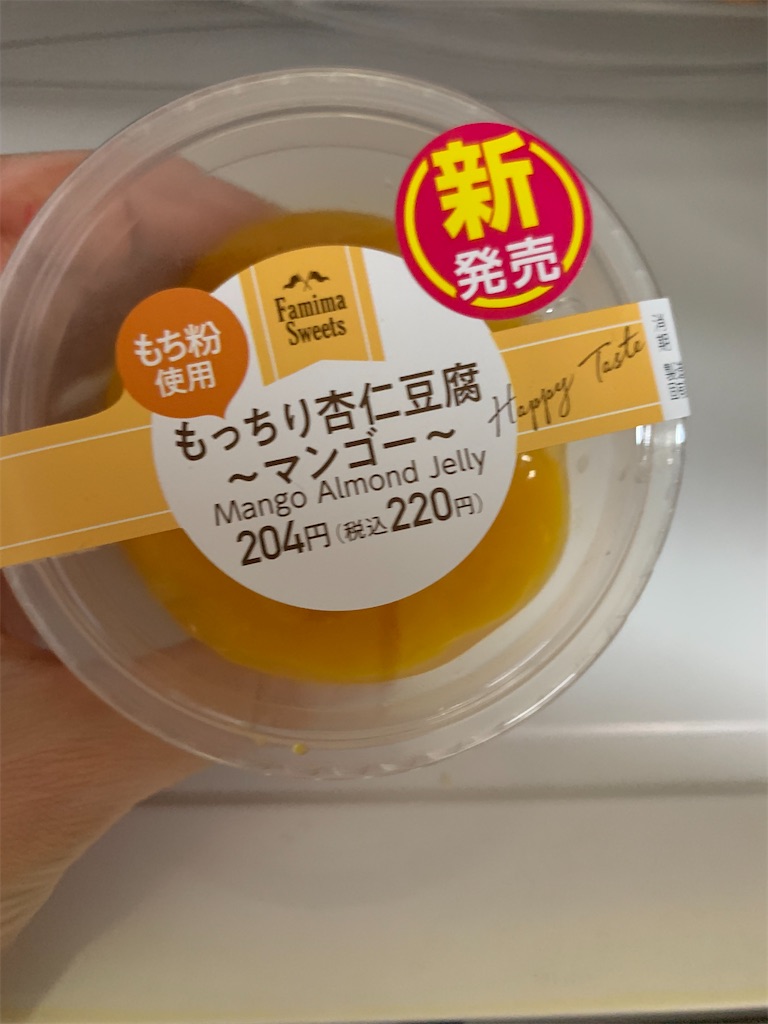 新
発売
Famima
Sweets
もち粉
使用
もっちり杏仁豆腐
～マンゴー～
Mango Almond Jelly
204円(税込220円)
Happy Taste